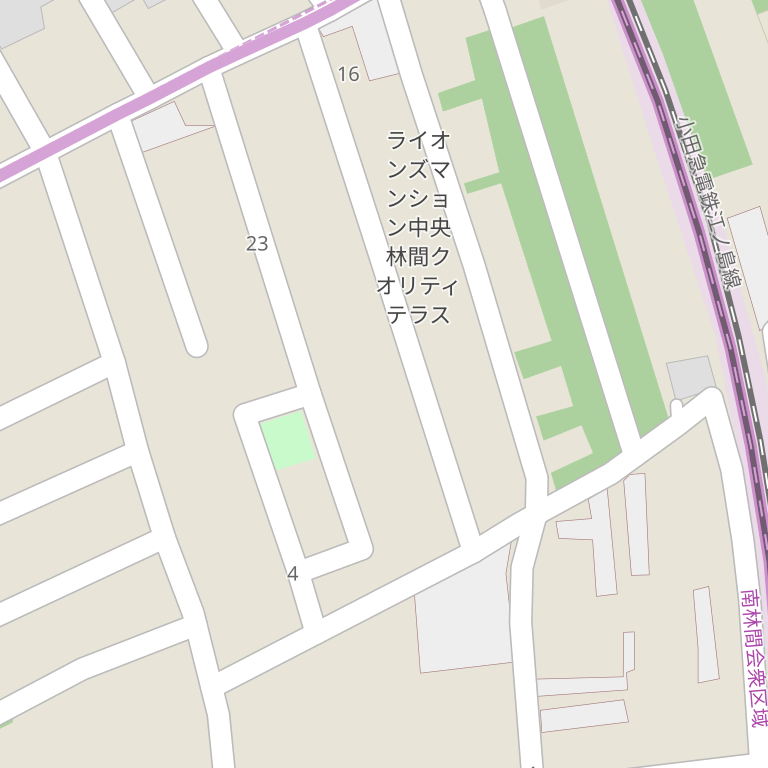 16
ライオ
ンズマ
ンショ
ン中央
林間ク
オリティ
テラス
小田急電鉄江ノ島線
23
4
南林間会衆区域